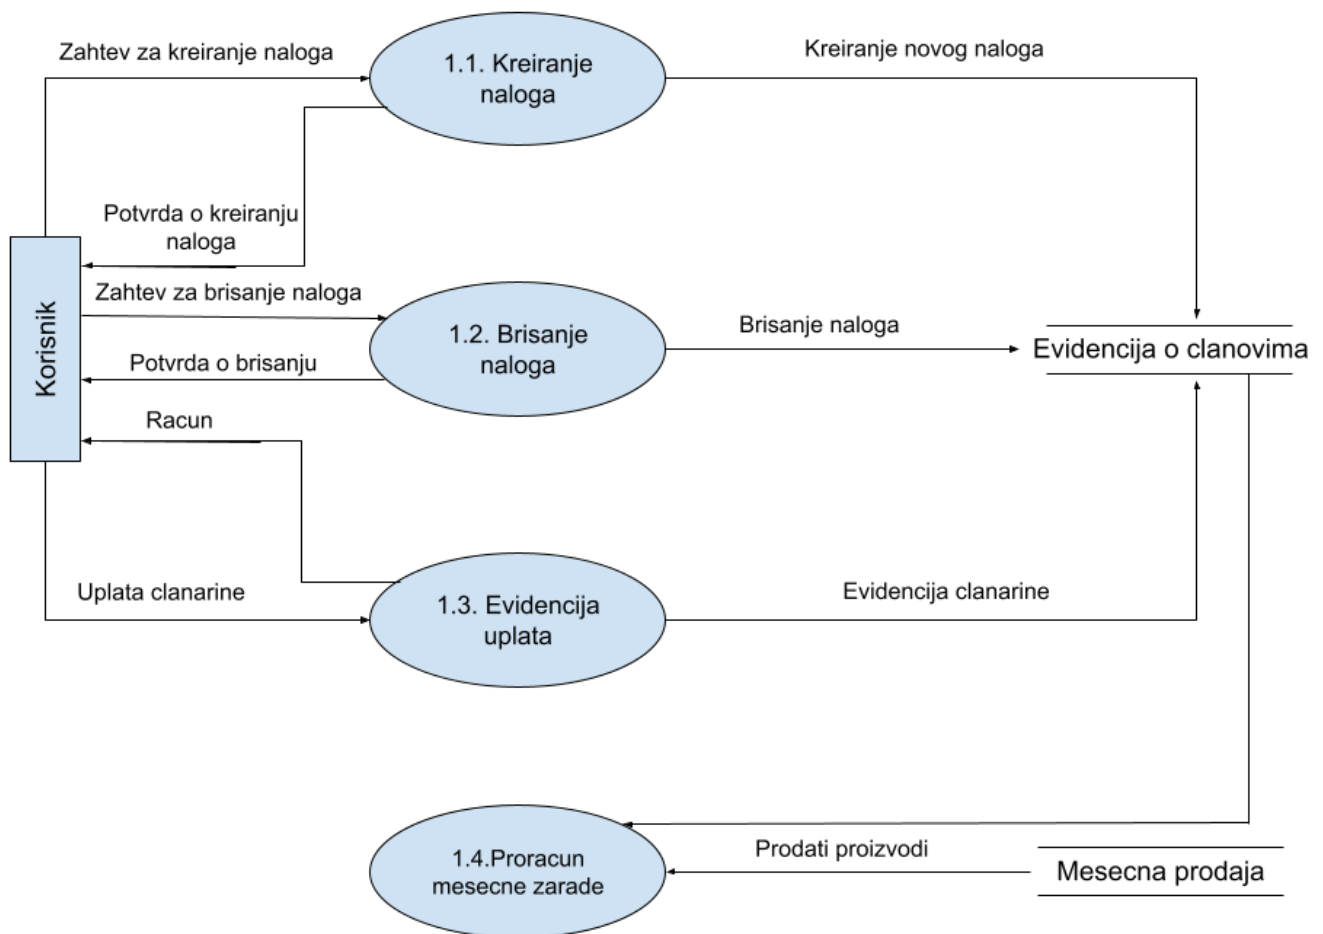 Zahtev za kreiranje naloga
1.1. Kreiranje
naloga
Kreiranje novog naloga
Potvrda o kreiranju
naloga
Korisnik
Zahtev za brisanje naloga
1.2. Brisanje
naloga
Brisanje naloga
Evidencija o clanovima
Potvrda o brisanju
Racun
Uplata clanarine
1.3. Evidencija
uplata
Evidencija clanarine
1.4.Proracun
mesecne zarade
Prodati proizvodi
Mesecna prodaja